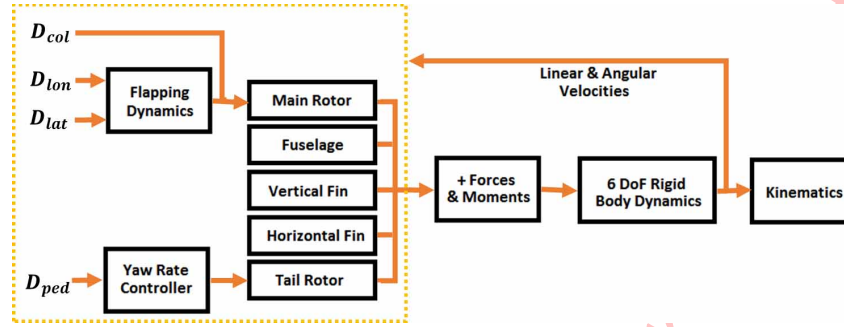 D_col
D_lon
D_lat
Flapping
Dynamics
Main Rotor
Fuselage
Vertical Fin
Horizontal Fin
Tail Rotor
D_ped
Yaw Rate
Controller
Linear & Angular
Velocities
+ Forces
& Moments
6 DoF Rigid
Body Dynamics
Kinematics